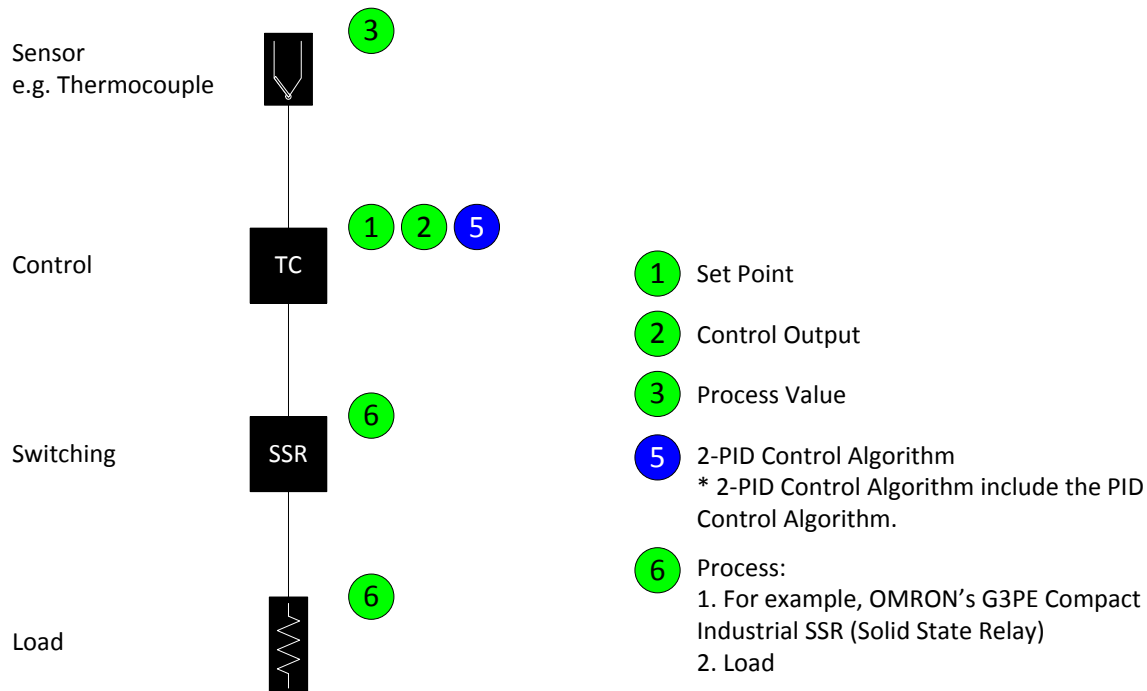 Sensor
e.g. Thermocouple
3
1 2 5
Control
TC
6
Switching
SSR
6
Load
1 Set Point
2 Control Output
3 Process Value
5 2-PID Control Algorithm
* 2-PID Control Algorithm include the PID
Control Algorithm.
6 Process:
1. For example, OMRON's G3PE Compact
Industrial SSR (Solid State Relay)
2. Load